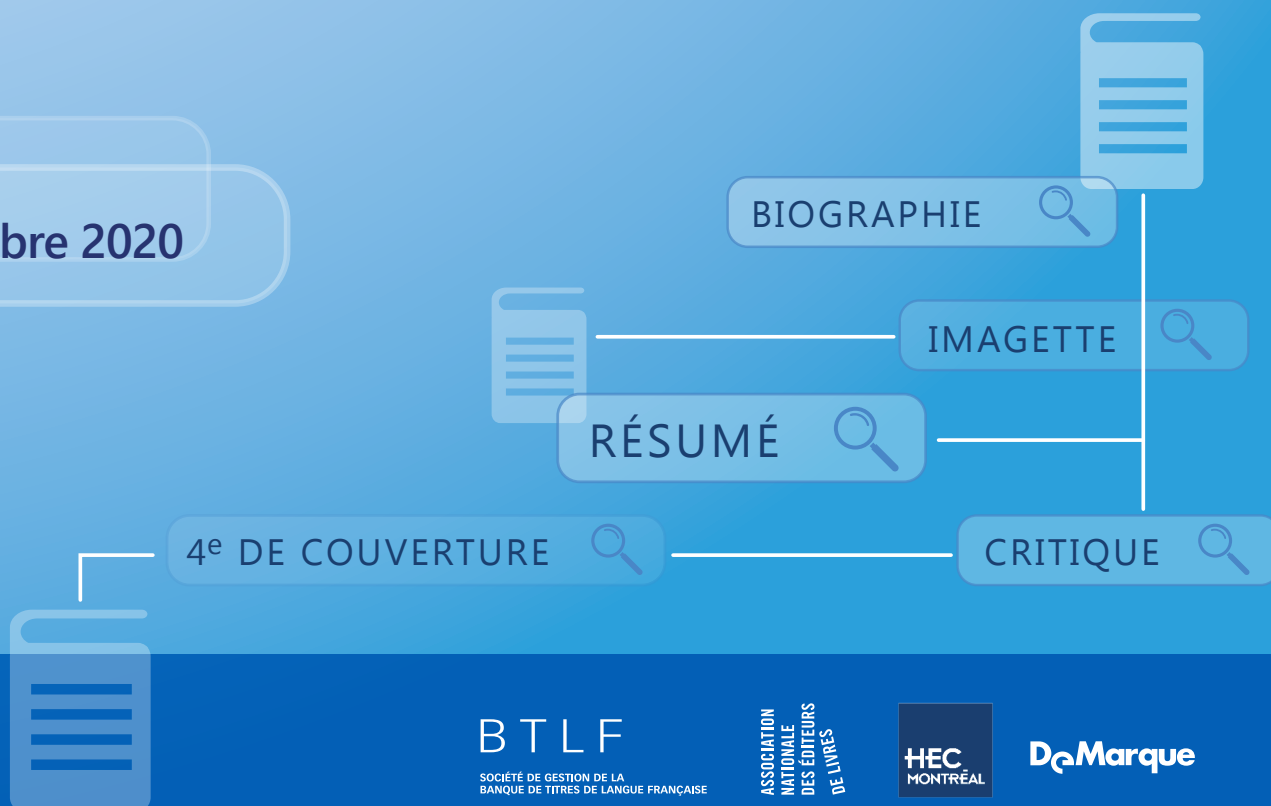 bre 2020
BIOGRAPHIE
IMAGETTE
RÉSUMÉ
4e DE COUVERTURE
CRITIQUE
BTLF
SOCIÉTÉ DE GESTION DE LA
BANQUE DE TITRES DE LANGUE FRANÇAISE
ASSOCIATION
NATIONALE
DES ÉDITEURS
DE LIVRES
HEC
MONTRĒAL
DeMarque